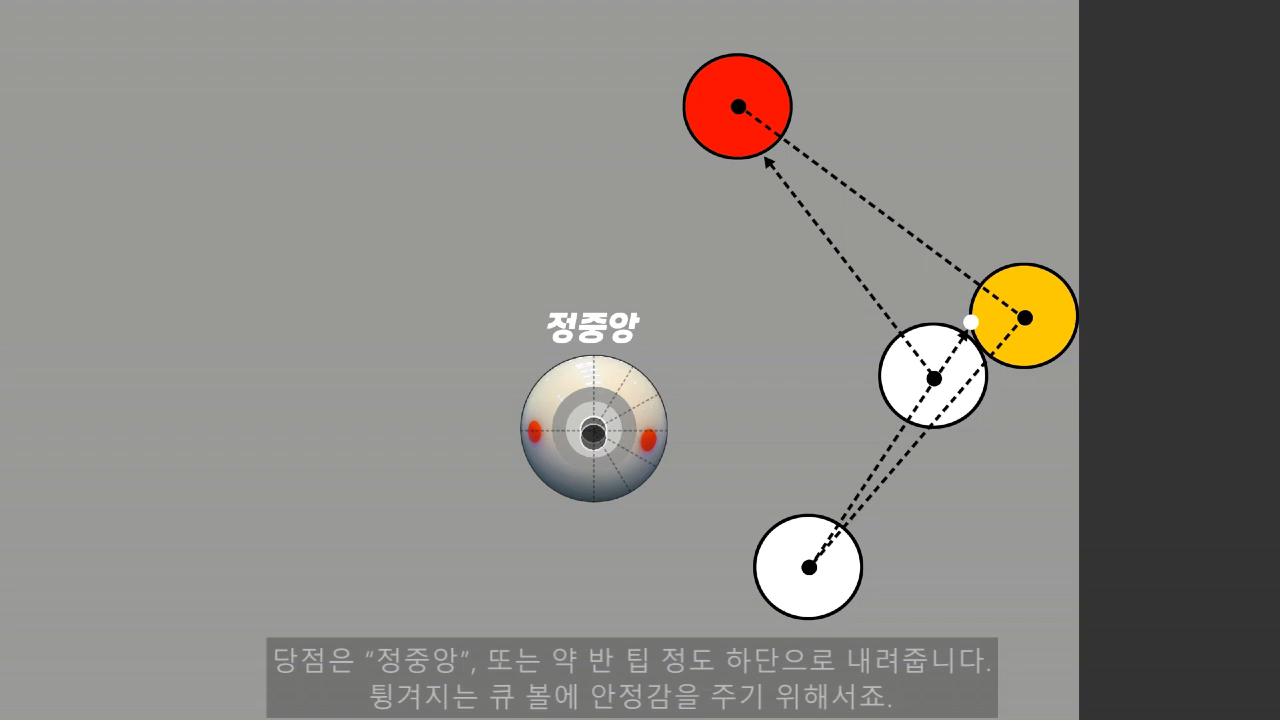 정중앙
당점은 “정중앙”, 또는 약 반 팁 정도 하단으로 내려줍니다.
튕겨지는 큐 볼에 안정감을 주기 위해서죠.